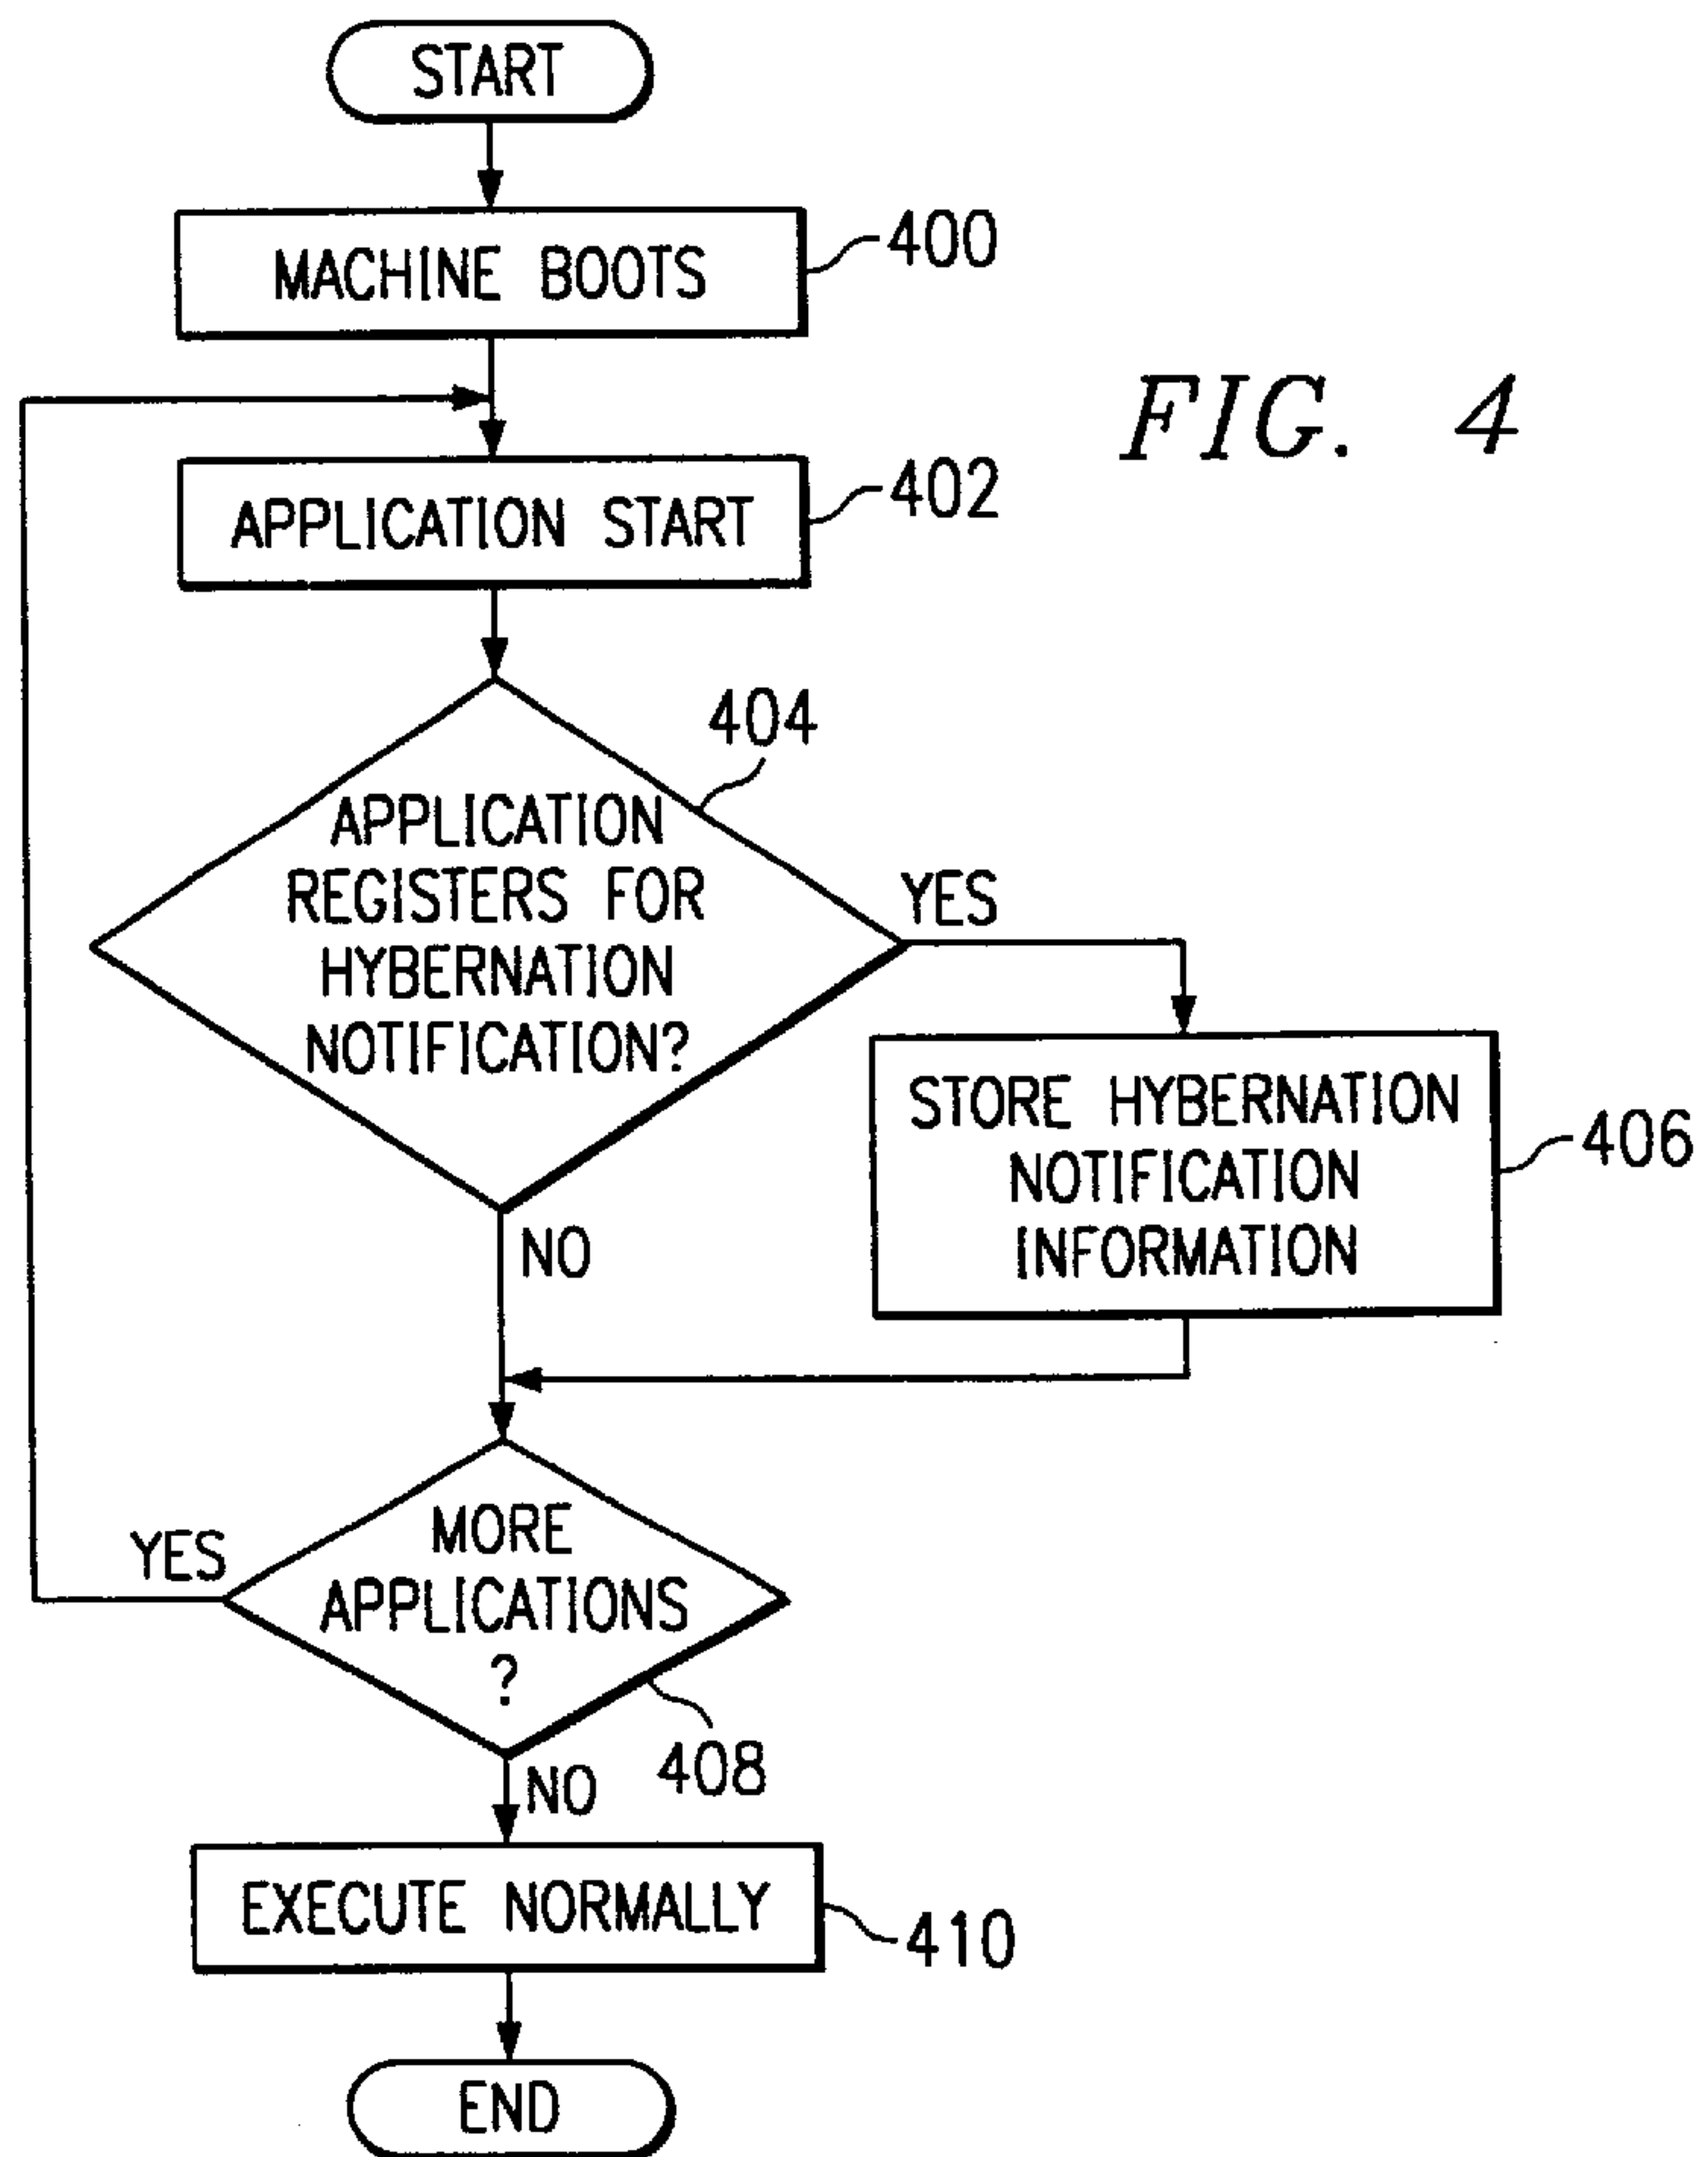 START
MACHINE BOOTS
400
FIG. 4
APPLICATION START
402
404
APPLICATION
REGISTERS FOR
HYBERNATION
NOTIFICATION?
YES
NO
STORE HYBERNATION
NOTIFICATION
INFORMATION
406
MORE
APPLICATIONS
?
YES
408
NO
EXECUTE NORMALLY
410
END